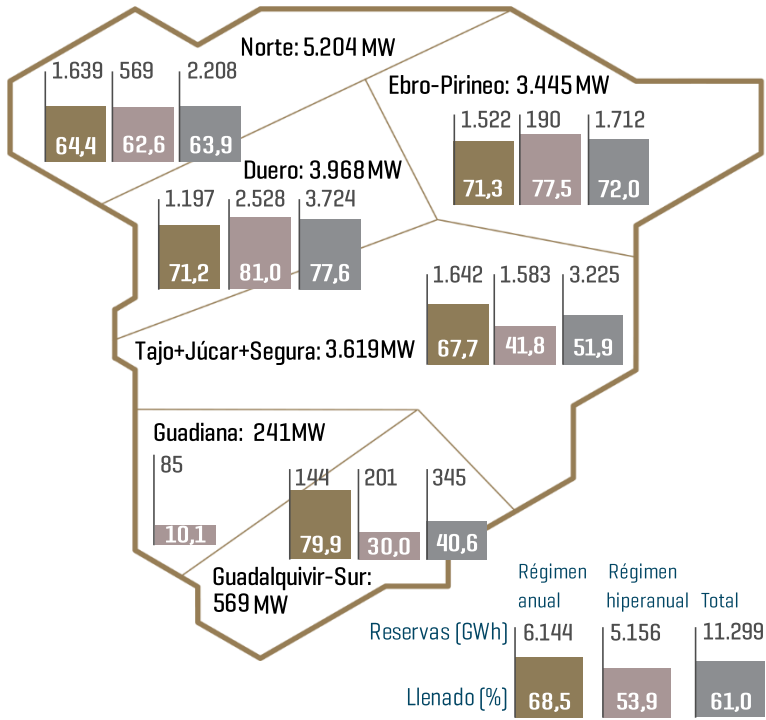 Norte: 5.204 MW
1.639 569 2.208
64,4 62,6 63,9
Ebro-Pirineo: 3.445 MW
1.522 190 1.712
71,3 77,5 72,0
Duero: 3.968 MW
1.197 2.528 3.724
71,2 81,0 77,6
1.642 1.583 3.225
67,7 41,8 51,9
Tajo+Júcar+Segura: 3.619 MW
Guadiana: 241 MW
85
10,1
144 201 345
79,9 30,0 40,6
Guadalquivir-Sur:
569 MW
Régimen Régimen
anual hiperanual Total
Reservas (GWh) 6.144 5.156 11.299
Llenado (%) 68,5 53,9 61,0